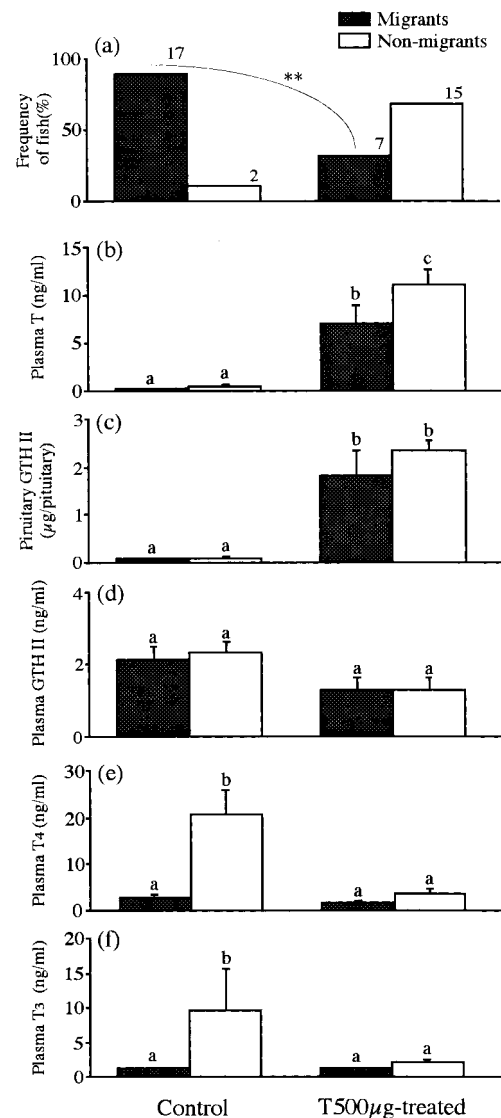 Migrants
Non-migrants
(a)
Frequency
of fish(%)
100
50
0
17
2
**
7
15
(b)
Plasma T (ng/ml)
15
10
5
0
a
a
b
c
(c)
Piruitary GTH II
(µg/pituitary)
3
2
1
0
a
a
b
b
(d)
Plasma GTH II (ng/ml)
4
2
0
a
a
a
a
(e)
Plasma T4 (ng/ml)
30
20
10
0
a
b
a
a
(f)
Plasma T3 (ng/ml)
20
15
10
5
0
a
b
a
a
Control
T500µg-treated